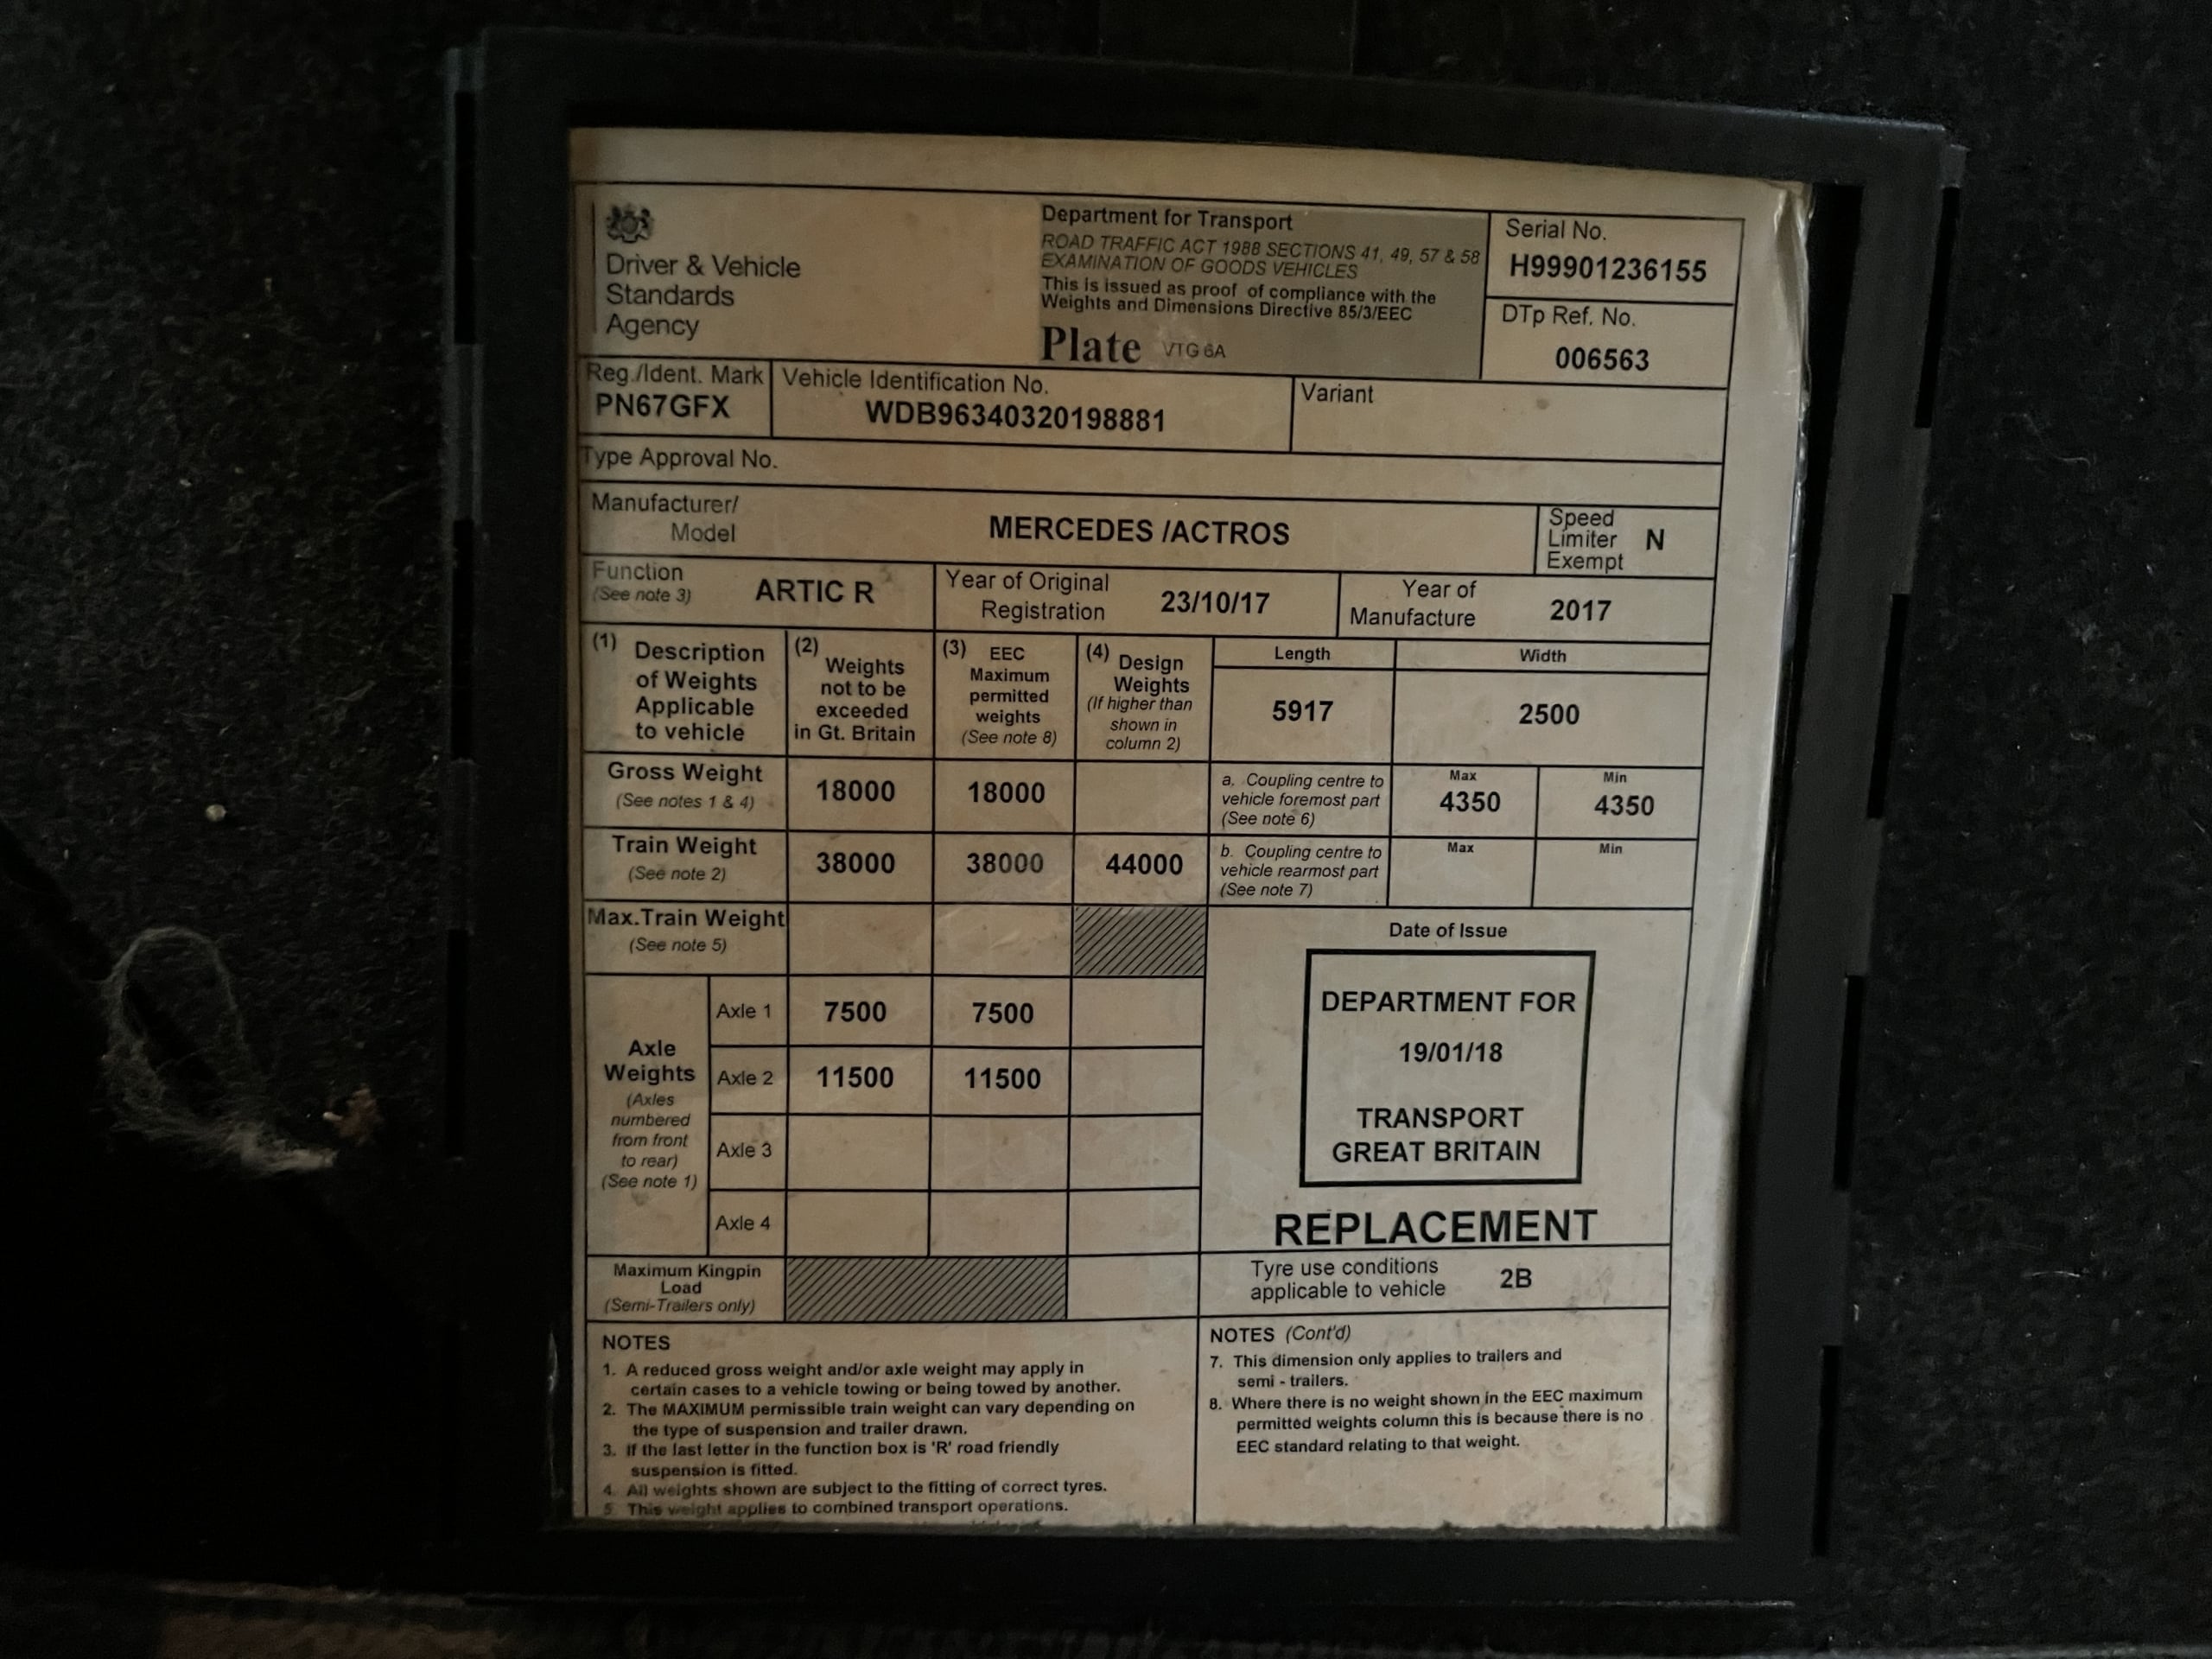 Driver & Vehicle
Standards
Agency
Department for Transport
ROAD TRAFFIC ACT 1988 SECTIONS 41, 49, 57 & 58
EXAMINATION OF GOODS VEHICLES
This is issued as proof of compliance with the
Weights and Dimensions Directive 85/3/EEC
Plate VTG 6A
Serial No.
H99901236155
DTp Ref. No.
006563
Reg./Ident. Mark
PN67GFX
Vehicle Identification No.
WDB96340320198881
Variant
Type Approval No.
Manufacturer/
Model
MERCEDES /ACTROS
Speed
Limiter
Exempt
N
Function
(See note 3)
ARTIC R
Year of Original
Registration
23/10/17
Year of
Manufacture
2017
(1) Description
of Weights
Applicable
to vehicle
(2) Weights
not to be
exceeded
in Gt. Britain
(3) EEC
Maximum
permitted
weights
(See note 8)
(4) Design
Weights
(If higher than
shown in
column 2)
Length
5917
Width
2500
Gross Weight
(See notes 1 & 4)
18000
18000
a. Coupling centre to
vehicle foremost part
(See note 6)
Max
4350
Min
4350
Train Weight
(See note 2)
38000
38000
44000
b. Coupling centre to
vehicle rearmost part
(See note 7)
Max
Min
Max.Train Weight
(See note 5)
Date of Issue
DEPARTMENT FOR
19/01/18
TRANSPORT
GREAT BRITAIN
REPLACEMENT
Axle
Weights
(Axles
numbered
from front
to rear)
(See note 1)
Axle 1
7500
7500
Axle 2
11500
11500
Axle 3
Axle 4
Maximum Kingpin
Load
(Semi-Trailers only)
Tyre use conditions
applicable to vehicle
2B
NOTES
1. A reduced gross weight and/or axle weight may apply in
certain cases to a vehicle towing or being towed by another.
2. The MAXIMUM permissible train weight can vary depending on
the type of suspension and trailer drawn.
3. If the last letter in the function box is 'R' road friendly
suspension is fitted.
4. All weights shown are subject to the fitting of correct tyres.
5 This weight applies to combined transport operations.
NOTES (Cont'd)
7. This dimension only applies to trailers and
semi - trailers.
8. Where there is no weight shown in the EEC maximum
permitted weights column this is because there is no
EEC standard relating to that weight.